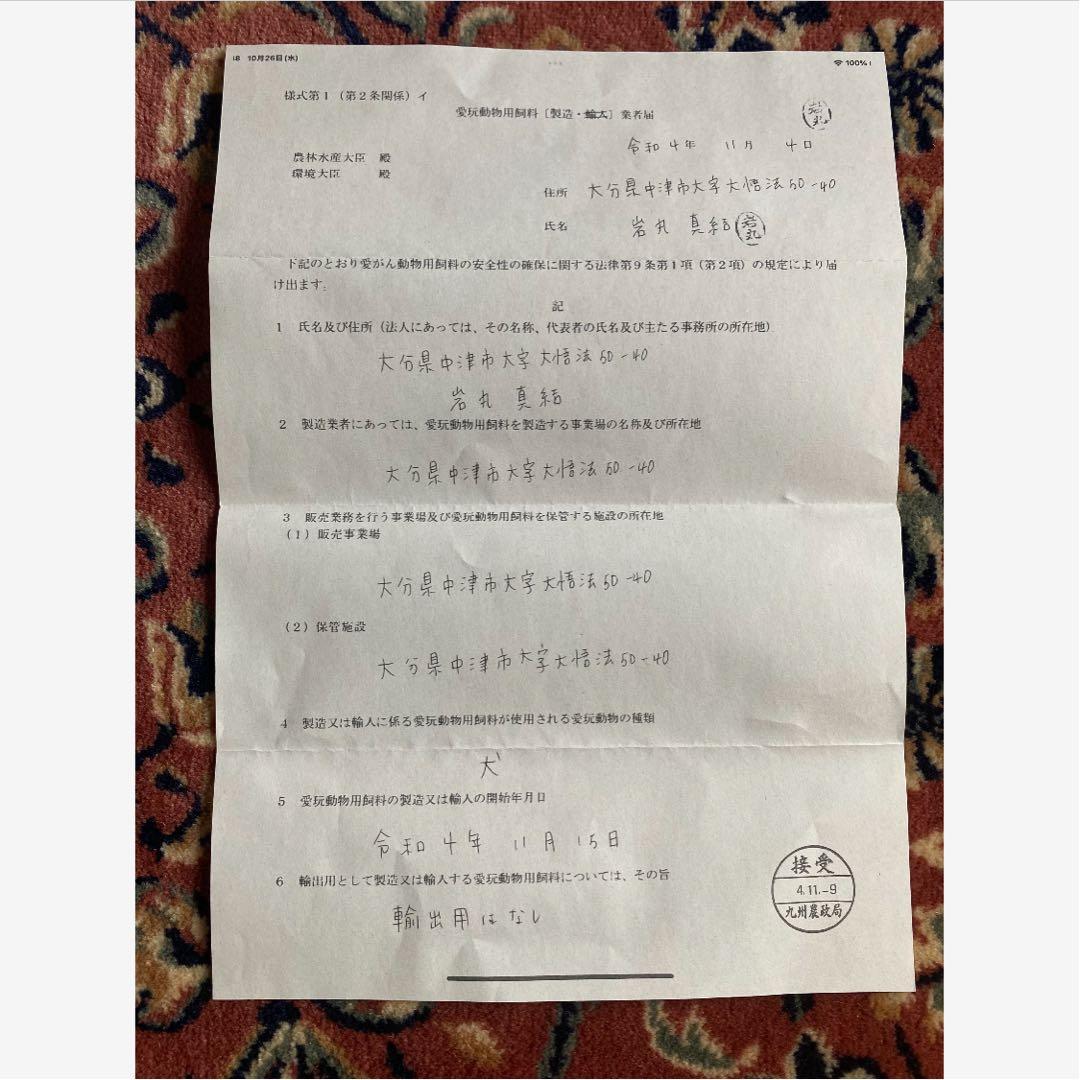 :8 10月26日(水)
100%
様式第1（第2条関係）イ
愛玩動物用飼料［製造・輸入］業者届
岩丸
令和4年 11月 4日
農林水産大臣 殿
環境大臣 殿
住所 大分県中津市大字大悟法50-40
氏名 岩丸 真結 岩丸
下記のとおり愛がん動物用飼料の安全性の確保に関する法律第9条第1項（第2項）の規定により届
け出ます。
記
1 氏名及び住所（法人にあっては、その名称、代表者の氏名及び主たる事務所の所在地）
大分県中津市大字大悟法50-40
岩丸 真結
2 製造業者にあっては、愛玩動物用飼料を製造する事業場の名称及び所在地
大分県中津市大字大悟法50-40
3 販売業務を行う事業場及び愛玩動物用飼料を保管する施設の所在地
（1）販売事業場
大分県中津市大字大悟法50-40
（2）保管施設
大分県中津市大字大悟法50-40
4 製造又は輸入に係る愛玩動物用飼料が使用される愛玩動物の種類
犬
5 愛玩動物用飼料の製造又は輸入の開始年月日
令和4年 11月 15日
6 輸出用として製造又は輸入する愛玩動物用飼料については、その旨
輸出用はなし
接受
4.11.-9
九州農政局